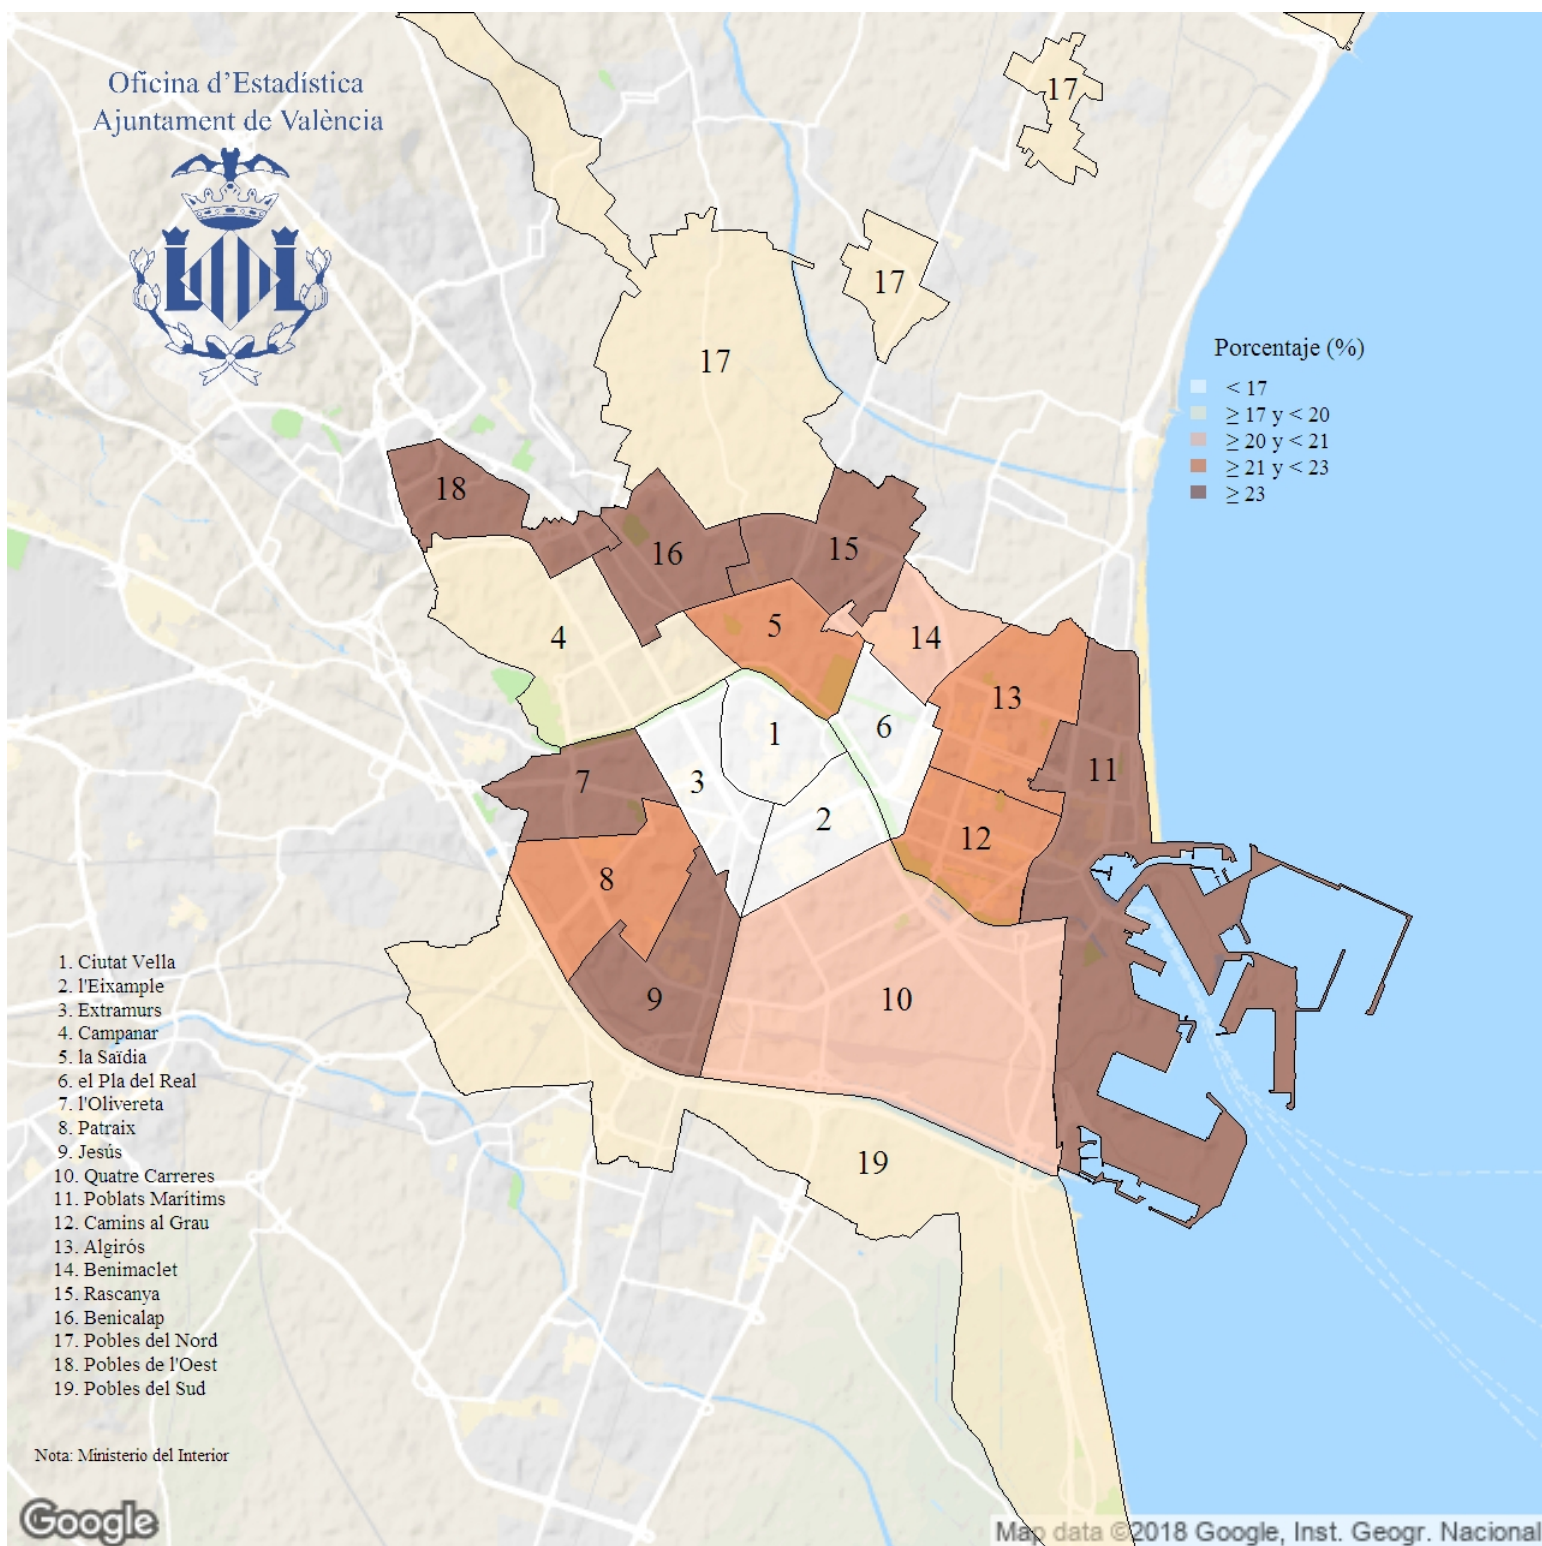 Oficina d'Estadística
Ajuntament de València
17
17
17
Porcentaje (%)
< 17
≥ 17 y < 20
≥ 20 y < 21
≥ 21 y < 23
≥ 23
18
16
15
4
5
14
13
6
1
11
7
3
2
12
8
9
10
19
1. Ciutat Vella
2. l'Eixample
3. Extramurs
4. Campanar
5. la Saïdia
6. el Pla del Real
7. l'Olivereta
8. Patraix
9. Jesús
10. Quatre Carreres
11. Poblats Marítims
12. Camins al Grau
13. Algirós
14. Benimaclet
15. Rascanya
16. Benicalap
17. Pobles del Nord
18. Pobles de l'Oest
19. Pobles del Sud
Nota: Ministerio del Interior
Google
Map data ©2018 Google, Inst. Geogr. Nacional